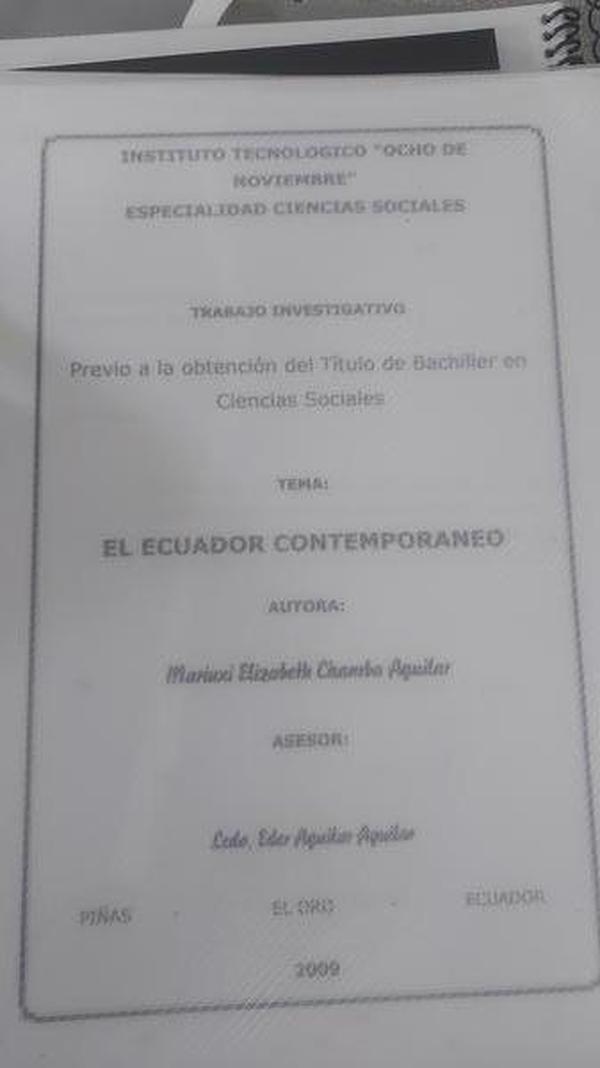 INSTITUTO TECNOLOGICO "OCHO DE
NOVIEMBRE"
ESPECIALIDAD CIENCIAS SOCIALES
TRABAJO INVESTIGATIVO
Previo a la obtención del Título de Bachiller en
Ciencias Sociales
TEMA:
EL ECUADOR CONTEMPORANEO
AUTORA:
Mariuxi Elizabeth Chamba Aguilar
ASESOR:
Lcdo. Eder Aguilar Aguilar
PIÑAS - EL ORO - ECUADOR
2009